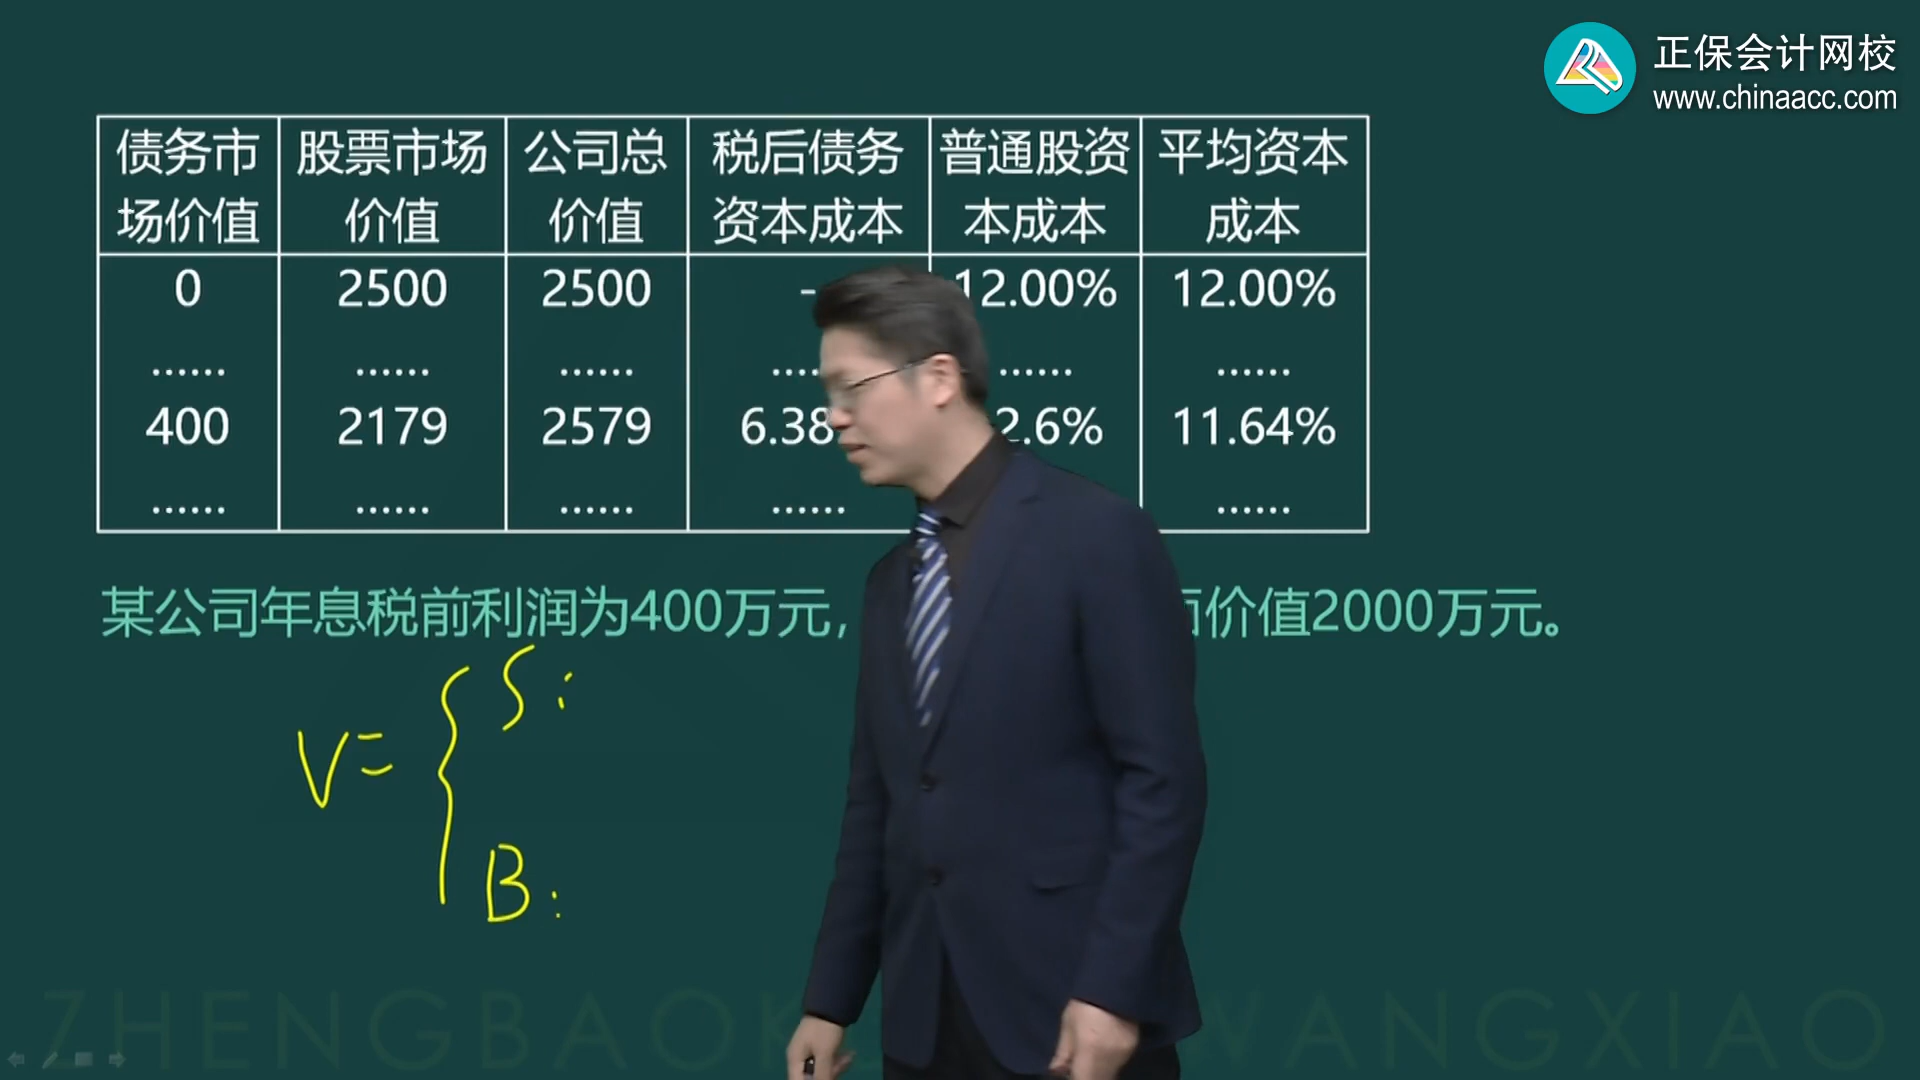 正保会计网校
www.chinaacc.com
债务市场价值 股票市场价值 公司总价值 税后债务资本成本 普通股资本成本 平均资本成本
0 2500 2500 - 12.00% 12.00%
...... ...... ...... .... ...... ......
400 2179 2579 6.38 2.6% 11.64%
...... ...... ...... ...... ......
某公司年息税前利润为400万元, 价值2000万元。
V= { S:
B:
ZHENGBAOK WANGXIAO